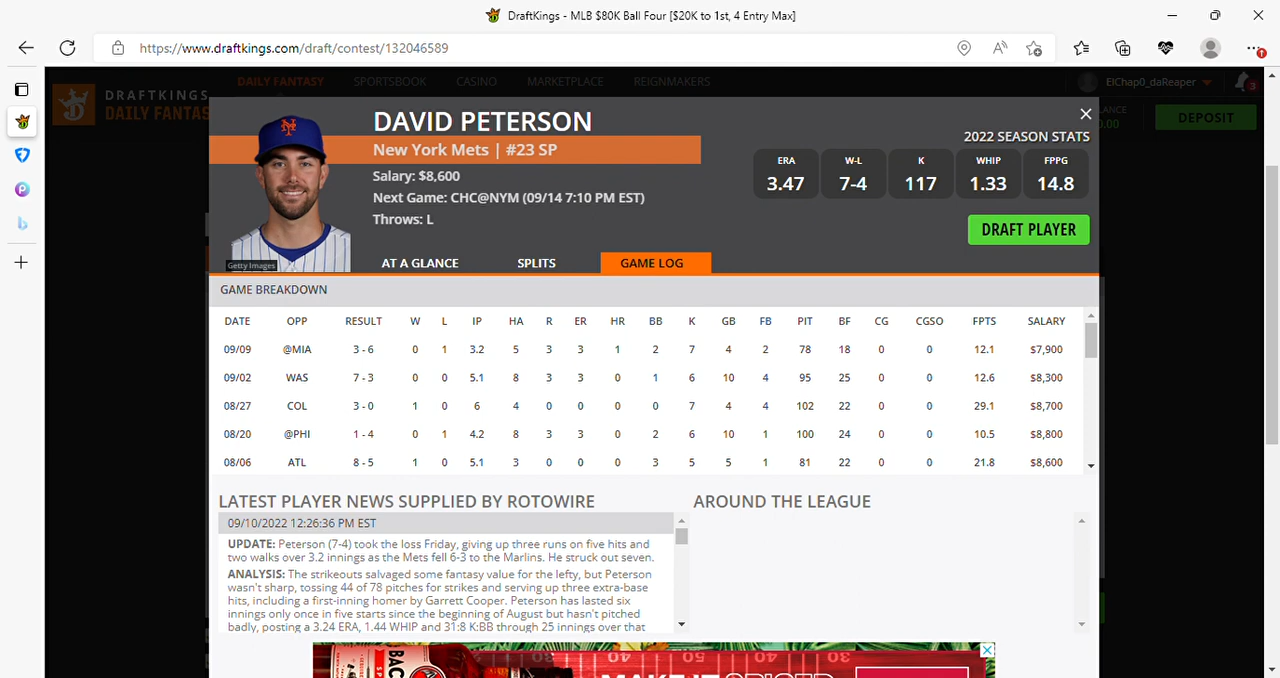 DraftKings - MLB $80K Ball Four [$20K to 1st, 4 Entry Max]
https://www.draftkings.com/draft/contest/132046589
DRAFTKINGS
DAILY FANTAS
DAILY FANTASY SPORTSBOOK CASINO MARKETPLACE REIGNMAKERS
ElChap0_daReaper
3
DEPOSIT
DAVID PETERSON
New York Mets | #23 SP
Salary: $8,600
Next Game: CHC@NYM (09/14 7:10 PM EST)
Throws: L
Getty Images
2022 SEASON STATS
ERA W-L K WHIP FPPG
3.47 7-4 117 1.33 14.8
DRAFT PLAYER
AT A GLANCE SPLITS GAME LOG
GAME BREAKDOWN
DATE OPP RESULT W L IP HA R ER HR BB K GB FB PIT BF CG CGSO FPTS SALARY
09/09 @MIA 3 - 6 0 1 3.2 5 3 3 1 2 7 4 2 78 18 0 0 12.1 $7,900
09/02 WAS 7 - 3 0 0 5.1 8 3 3 0 1 6 10 4 95 25 0 0 12.6 $8,300
08/27 COL 3 - 0 1 0 6 4 0 0 0 0 7 4 4 102 22 0 0 29.1 $8,700
08/20 @PHI 1 - 4 0 1 4.2 8 3 3 0 2 6 10 1 100 24 0 0 10.5 $8,800
08/06 ATL 8 - 5 1 0 5.1 3 0 0 0 3 5 5 1 81 22 0 0 21.8 $8,600
LATEST PLAYER NEWS SUPPLIED BY ROTOWIRE
09/10/2022 12:26:36 PM EST
UPDATE: Peterson (7-4) took the loss Friday, giving up three runs on five hits and
two walks over 3.2 innings as the Mets fell 6-3 to the Marlins. He struck out seven.
ANALYSIS: The strikeouts salvaged some fantasy value for the lefty, but Peterson
wasn't sharp, tossing 44 of 78 pitches for strikes and serving up three extra-base
hits, including a first-inning homer by Garrett Cooper. Peterson has lasted six
innings only once in five starts since the beginning of August but hasn't pitched
badly, posting a 3.24 ERA, 1.44 WHIP and 31:8 K:BB through 25 innings over that
AROUND THE LEAGUE
MAKE IT SPICED